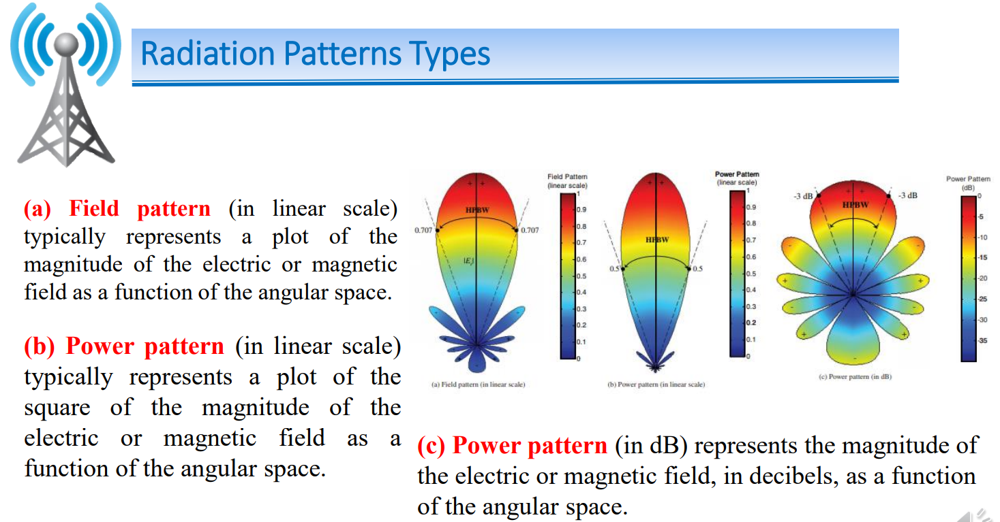 Radiation Patterns Types
(a) Field pattern (in linear scale)
typically represents a plot of the
magnitude of the electric or magnetic
field as a function of the angular space.
(b) Power pattern (in linear scale)
typically represents a plot of the
square of the magnitude of the
electric or magnetic field as a
function of the angular space.
Field Pattern
(linear scale)
1
0.9
0.8
0.7
0.6
0.5
0.4
0.3
0.2
0.1
0
+ +
HPBW
0.707
0.707
- -
(a) Field pattern (in linear scale)
Power Pattern
(linear scale)
1
0.9
0.8
0.7
0.6
0.5
0.4
0.3
0.2
0.1
0
+ +
HPBW
0.5
0.5
(b) Power pattern (in linear scale)
Power Pattern
(dB)
0
-5
-10
-15
-20
-25
-30
-35
-3 dB
-3 dB
+ +
HPBW
- -
+ +
- -
+ +
-
(c) Power pattern (in dB)
(c) Power pattern (in dB) represents the magnitude of
the electric or magnetic field, in decibels, as a function
of the angular space.